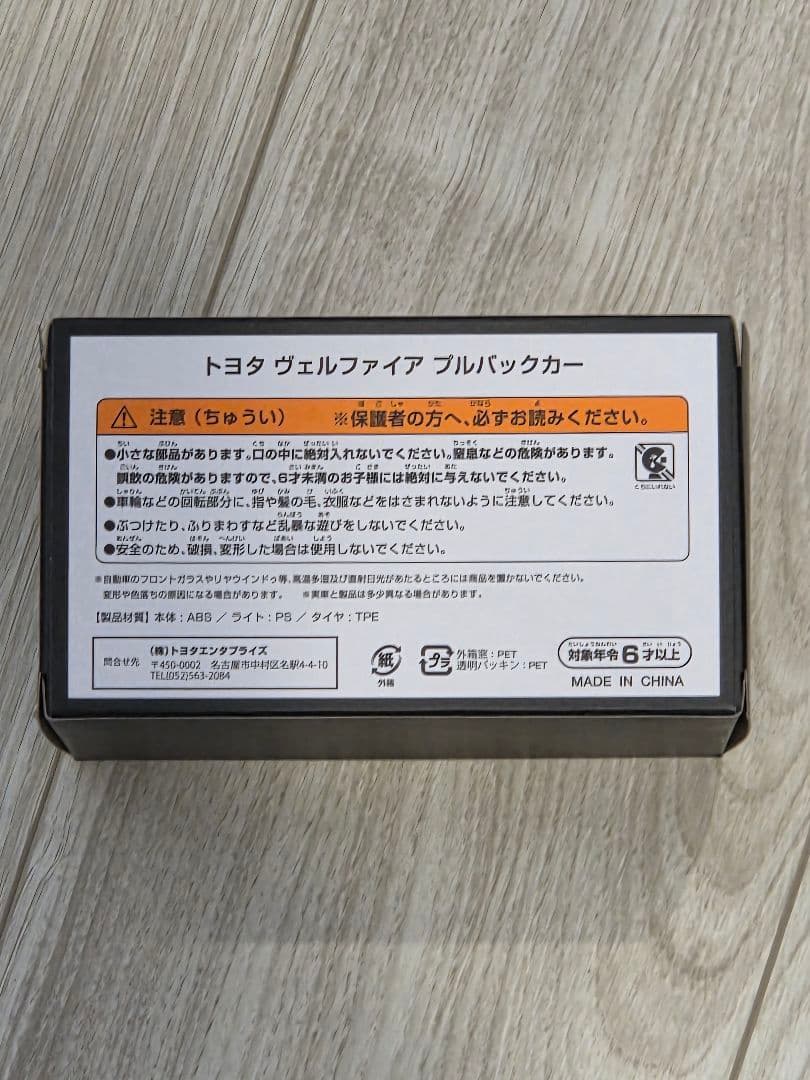 トヨタ ヴェルファイア プルバックカー
注意（ちゅうい） ※保護者の方へ、必ずお読みください。
●小さな部品があります。口の中に絶対入れないでください。窒息などの危険があります。
誤飲の危険がありますので、6才未満のお子様には絶対に与えないでください。
●車輪などの回転部分に、指や髪の毛、衣服などをはさまれないように注意してください。
●ぶつけたり、ふりまわすなど乱暴な遊びをしないでください。
●安全のため、破損、変形した場合は使用しないでください。
くちにいれない
※自動車のフロントガラスやリヤウインドゥ等、高温多湿及び直射日光があたるところには商品を置かないでください。
変形や色落ちの原因になる場合があります。 ※実車と製品は多少異なる場合があります。
【製品材質】本体：ABS ／ ライト：PS ／ タイヤ：TPE
問合せ先
（株）トヨタエンタプライズ
〒450-0002 名古屋市中村区名駅4-4-10
TEL(052)563-2084
紙
外箱
プラ
外箱窓：PET
透明パッキン：PET
対象年令6才以上
MADE IN CHINA